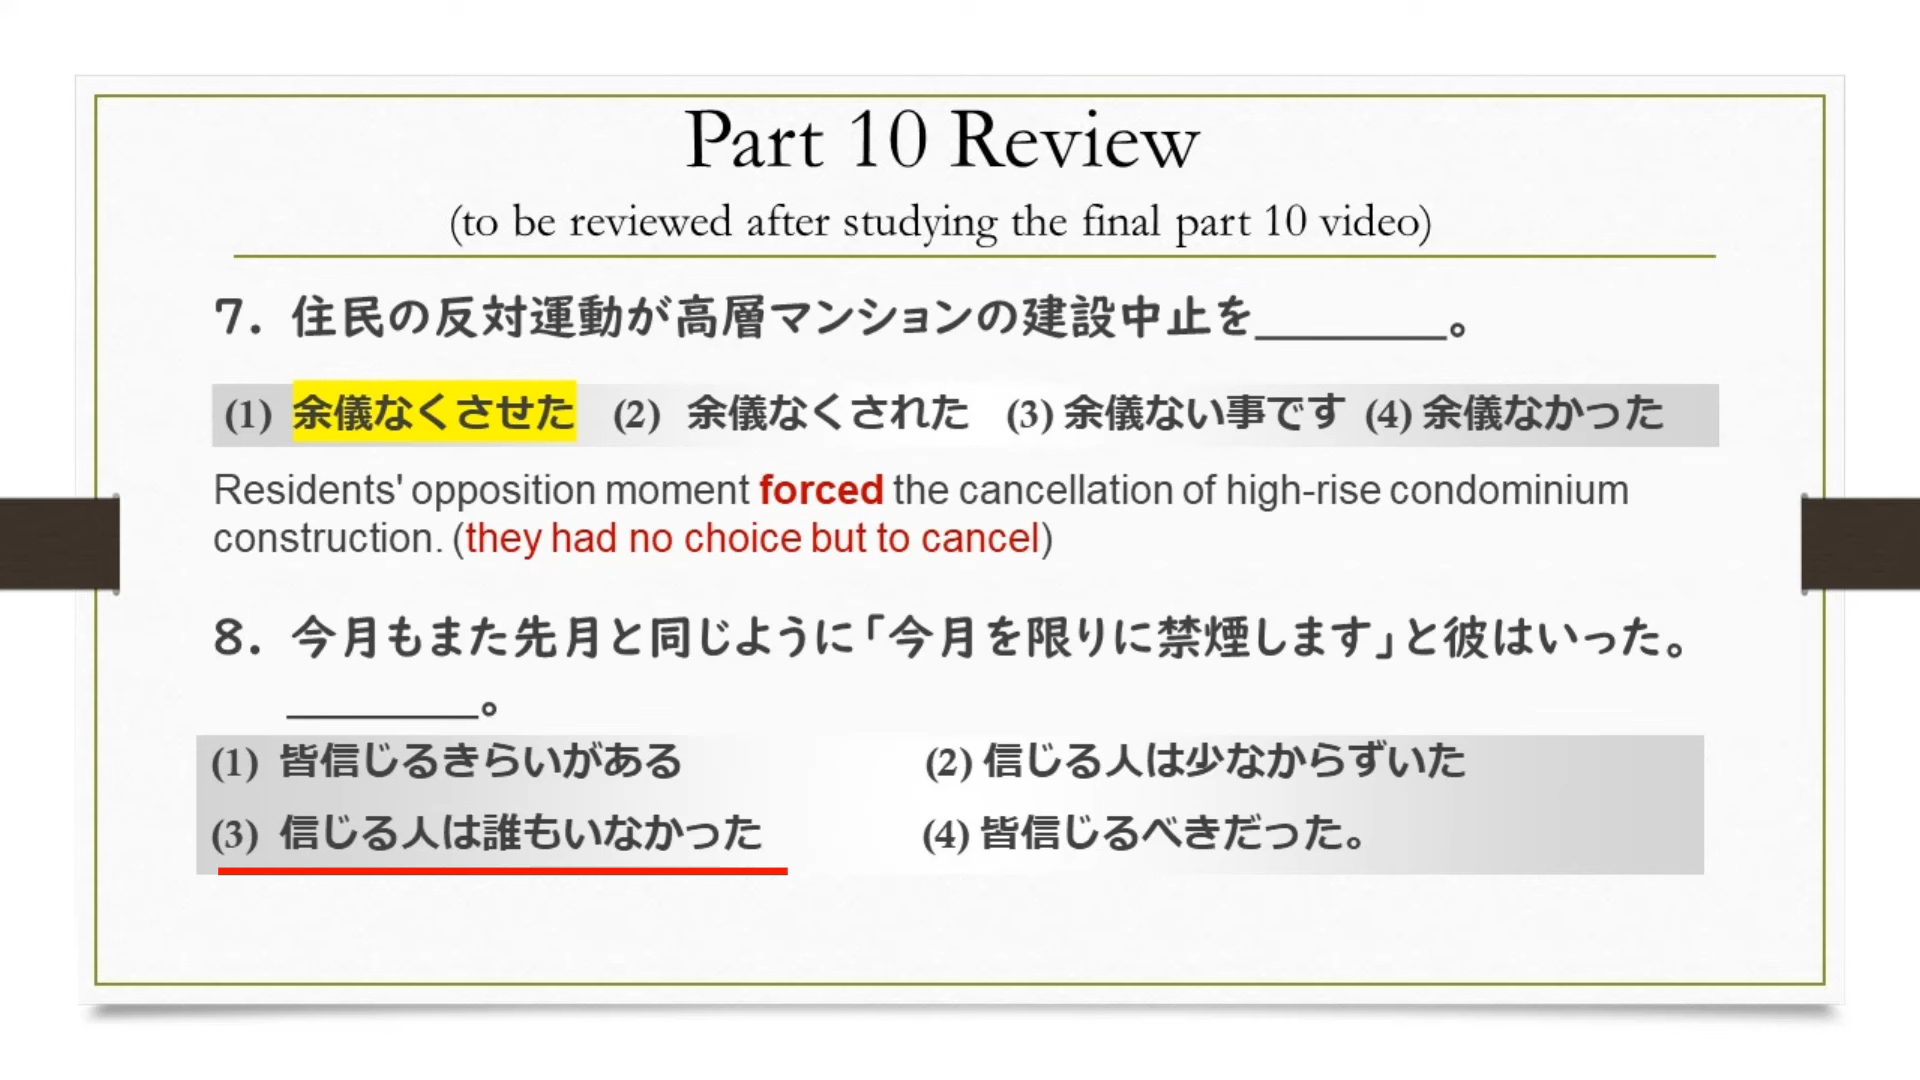 Part 10 Review
(to be reviewed after studying the final part 10 video)
7. 住民の反対運動が高層マンションの建設中止を________。
(1) 余儀なくさせた (2) 余儀なくされた (3) 余儀ない事です (4) 余儀なかった
Residents' opposition moment forced the cancellation of high-rise condominium
construction. (they had no choice but to cancel)
8. 今月もまた先月と同じように「今月を限りに禁煙します」と彼はいった。
________。
(1) 皆信じるきらいがある (2) 信じる人は少なからずいた
(3) 信じる人は誰もいなかった (4) 皆信じるべきだった。